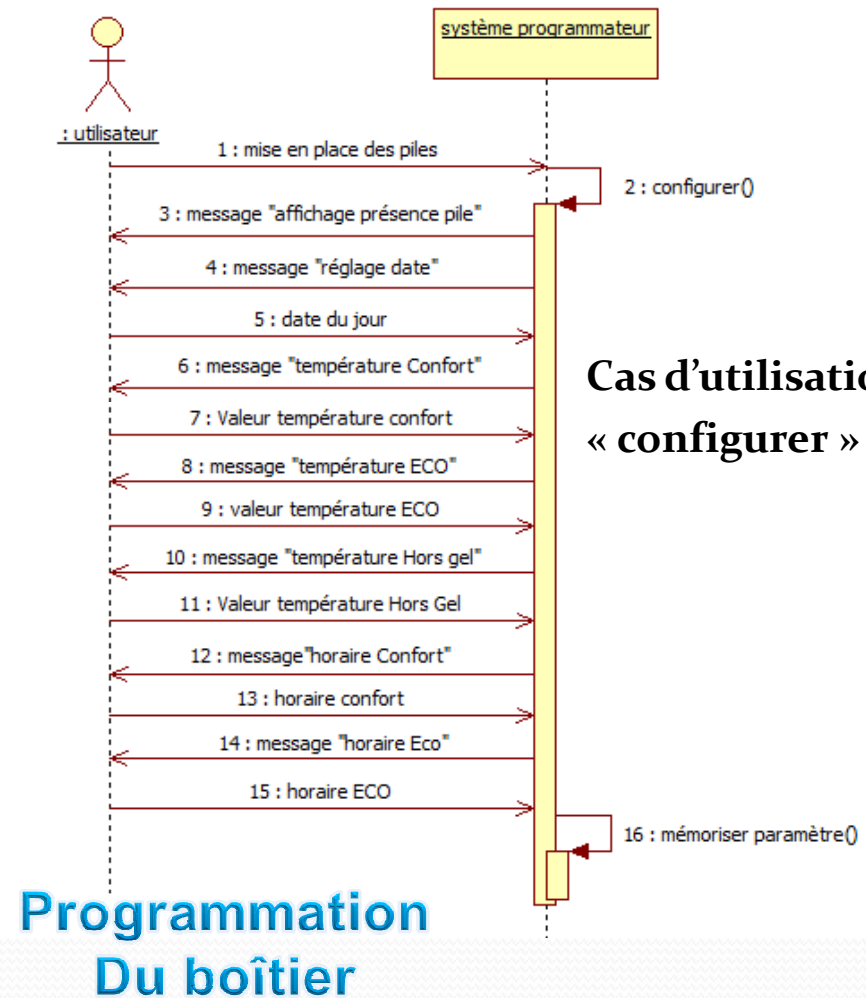 système programmateur
: utilisateur
1 : mise en place des piles
2 : configurer()
3 : message "affichage présence pile"
4 : message "réglage date"
5 : date du jour
6 : message "température Confort"
Cas d’utilisatio
7 : Valeur température confort
« configurer »
8 : message "température ECO"
9 : valeur température ECO
10 : message "température Hors gel"
11 : Valeur température Hors Gel
12 : message"horaire Confort"
13 : horaire confort
14 : message "horaire Eco"
15 : horaire ECO
16 : mémoriser paramètre()
Programmation
Du boîtier